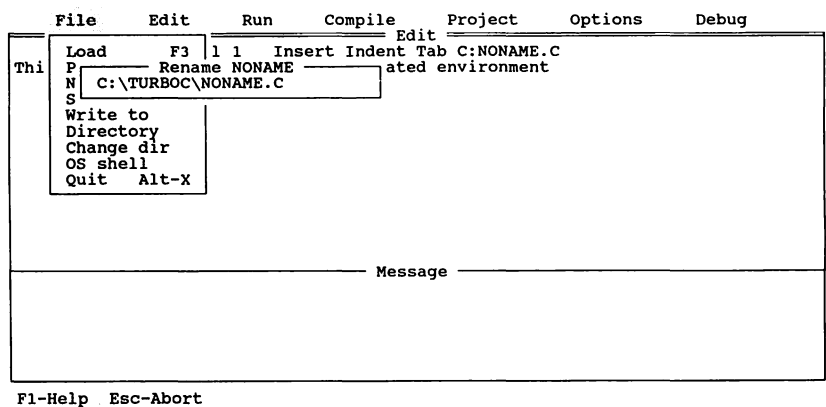 File Edit Run Compile Project Options Debug
Edit
Load F3 l 1 Insert Indent Tab C:NONAME.C
Thi P Rename NONAME ated environment
N C:\TURBOC\NONAME.C
S
Write to
Directory
Change dir
OS shell
Quit Alt-X
Message
F1-Help Esc-Abort